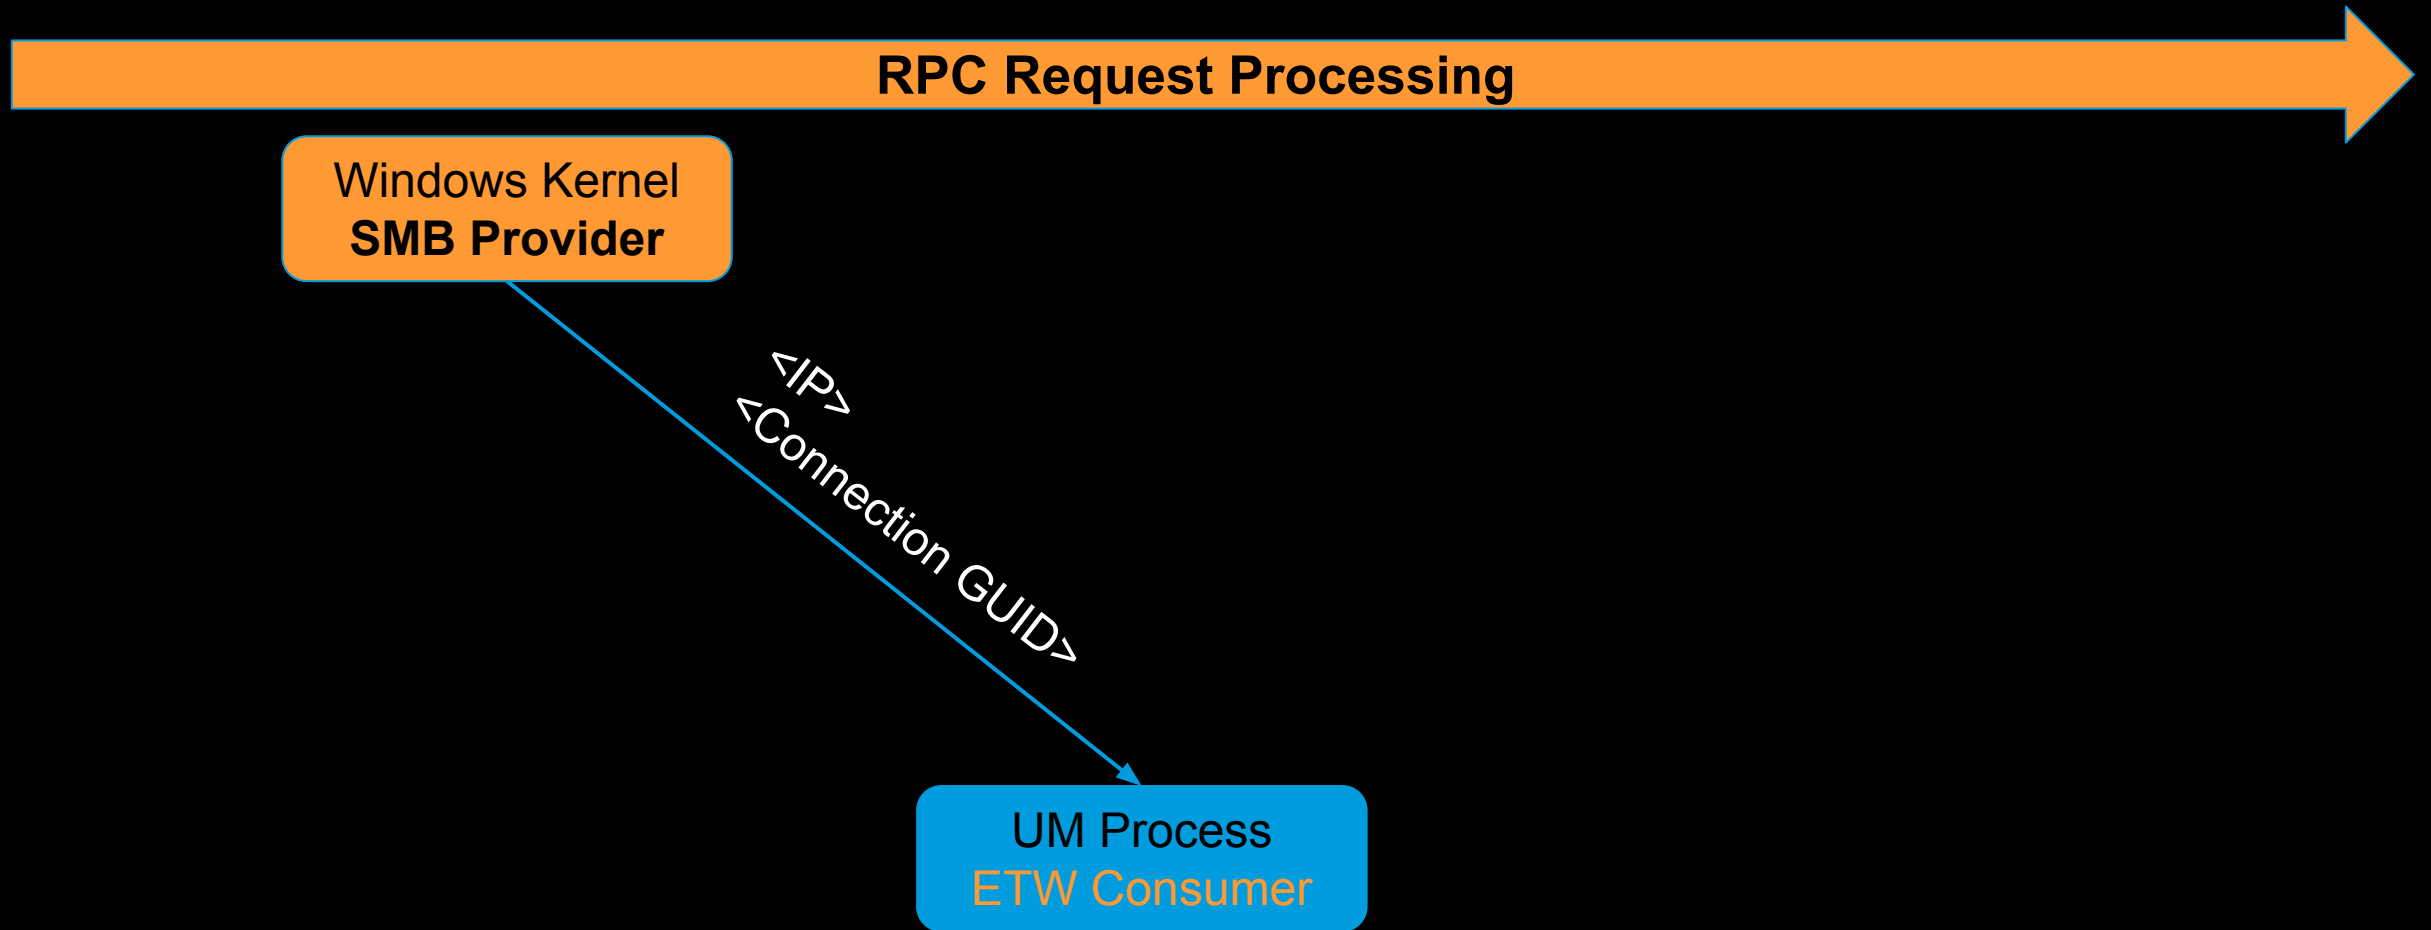 RPC Request Processing
Windows Kernel
SMB Provider
<IP>
<Connection GUID>
UM Process
ETW Consumer